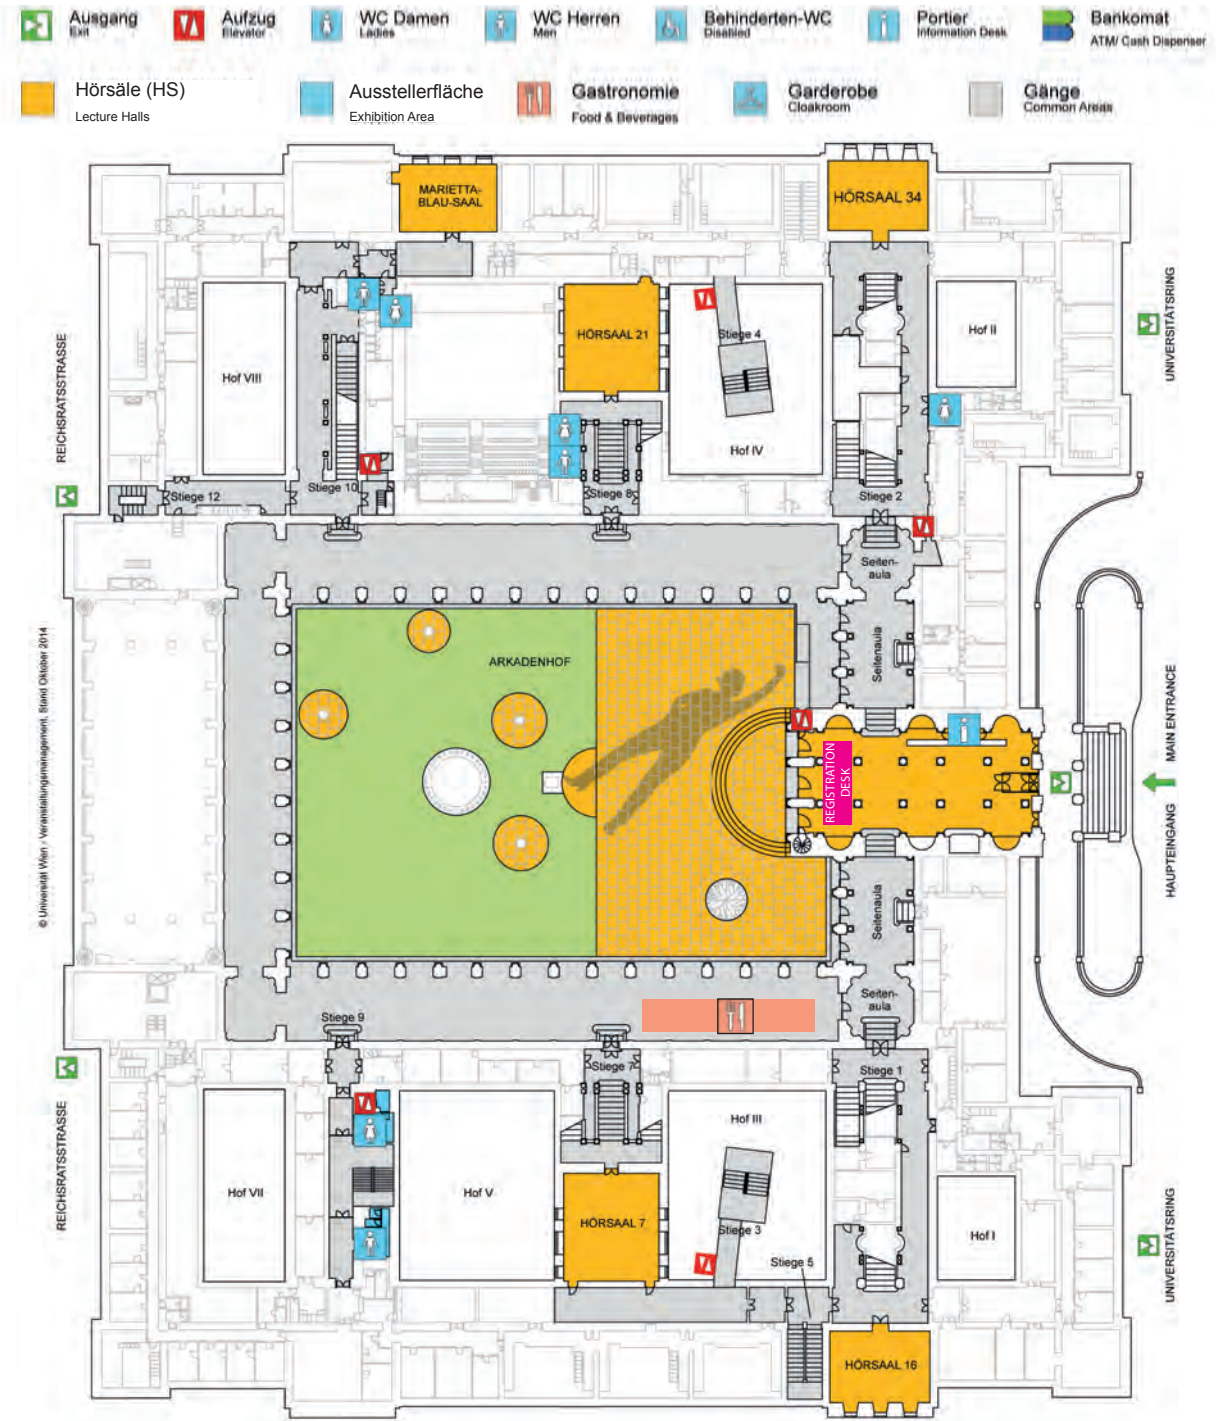 Ausgang
Exit
Aufzug
Elevator
WC Damen
Ladies
WC Herren
Men
Behinderten-WC
Disabled
Portier
Information Desk
Bankomat
ATM/ Cash Dispenser
Hörsäle (HS)
Lecture Halls
Ausstellerfläche
Exhibition Area
Gastronomie
Food & Beverages
Garderobe
Cloakroom
Gänge
Common Areas
MARIETTA-
BLAU-SAAL
HÖRSAAL 34
REICHSRATSSTRASSE
UNIVERSITÄTSRING
Hof VIII
HÖRSAAL 21
Stiege 4
Hof II
Hof IV
Stiege 12
Stiege 10
Stiege 8
Stiege 2
Seiten-
aula
Seitenaula
ARKADENHOF
© Universität Wien / Veranstaltungsmanagement, Stand Oktober 2014
REGISTRATION
DESK
MAIN ENTRANCE
HAUPTEINGANG
Seitenaula
Seiten-
aula
Stiege 9
Stiege 7
Stiege 1
REICHSRATSSTRASSE
UNIVERSITÄTSRING
Hof III
Hof VII
Hof V
HÖRSAAL 7
Stiege 3
Hof I
Stiege 5
HÖRSAAL 16